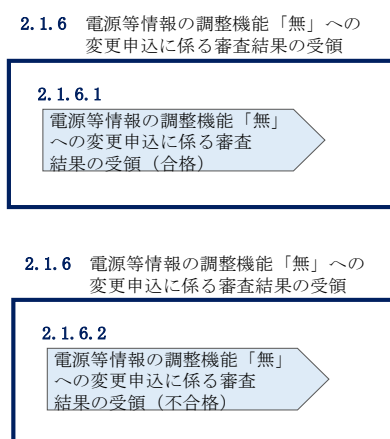 2.1.6 電源等情報の調整機能「無」への
変更申込に係る審査結果の受領
2.1.6.1
電源等情報の調整機能「無」
への変更申込に係る審査
結果の受領（合格）
2.1.6 電源等情報の調整機能「無」への
変更申込に係る審査結果の受領
2.1.6.2
電源等情報の調整機能「無」
への変更申込に係る審査
結果の受領（不合格）